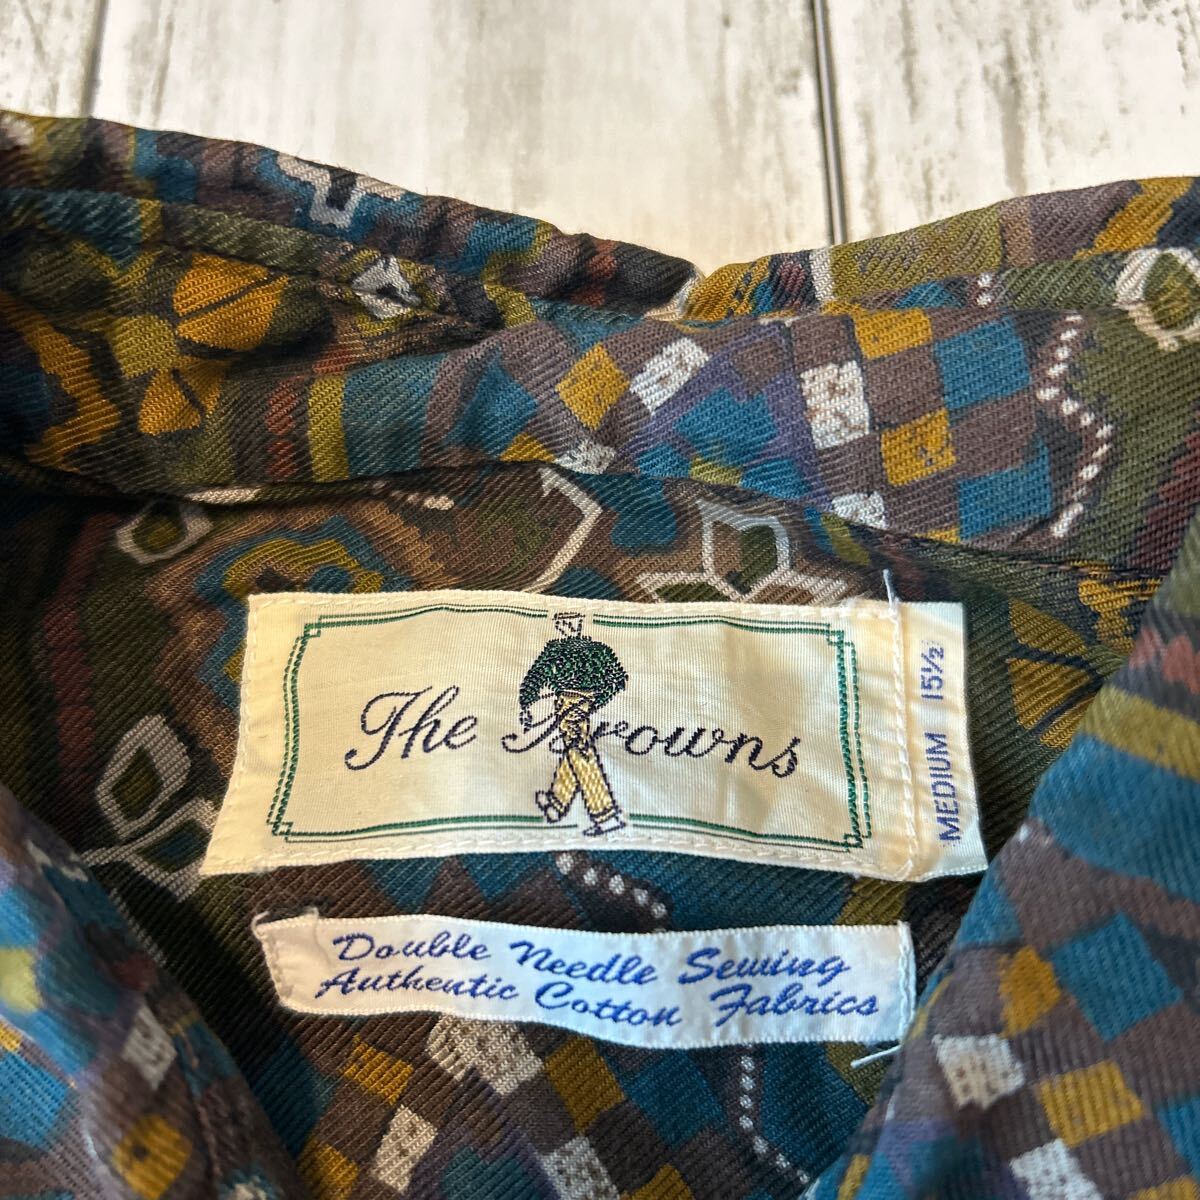 The Browns
MEDIUM 15½
Double Needle Sewing
Authentic Cotton Fabrics